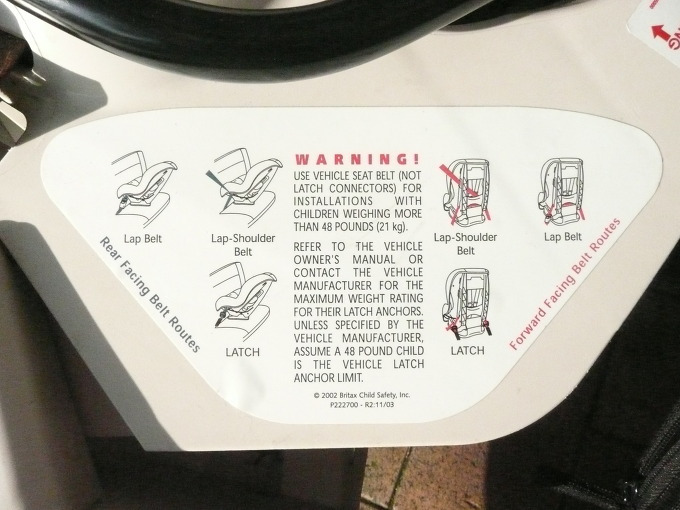 WARNING!
USE VEHICLE SEAT BELT (NOT
LATCH CONNECTORS) FOR
INSTALLATIONS WITH
CHILDREN WEIGHING MORE
THAN 48 POUNDS (21 kg).
REFER TO THE VEHICLE
OWNER'S MANUAL OR
CONTACT THE VEHICLE
MANUFACTURER FOR THE
MAXIMUM WEIGHT RATING
FOR THEIR LATCH ANCHORS.
UNLESS SPECIFIED BY THE
VEHICLE MANUFACTURER,
ASSUME A 48 POUND CHILD
IS THE VEHICLE LATCH
ANCHOR LIMIT.
© 2002 Britax Child Safety, Inc.
P222700 - R2:11/03
Lap Belt
Lap-Shoulder
Belt
LATCH
Rear Facing Belt Routes
Lap-Shoulder
Belt
Lap Belt
LATCH
Forward Facing Belt Routes